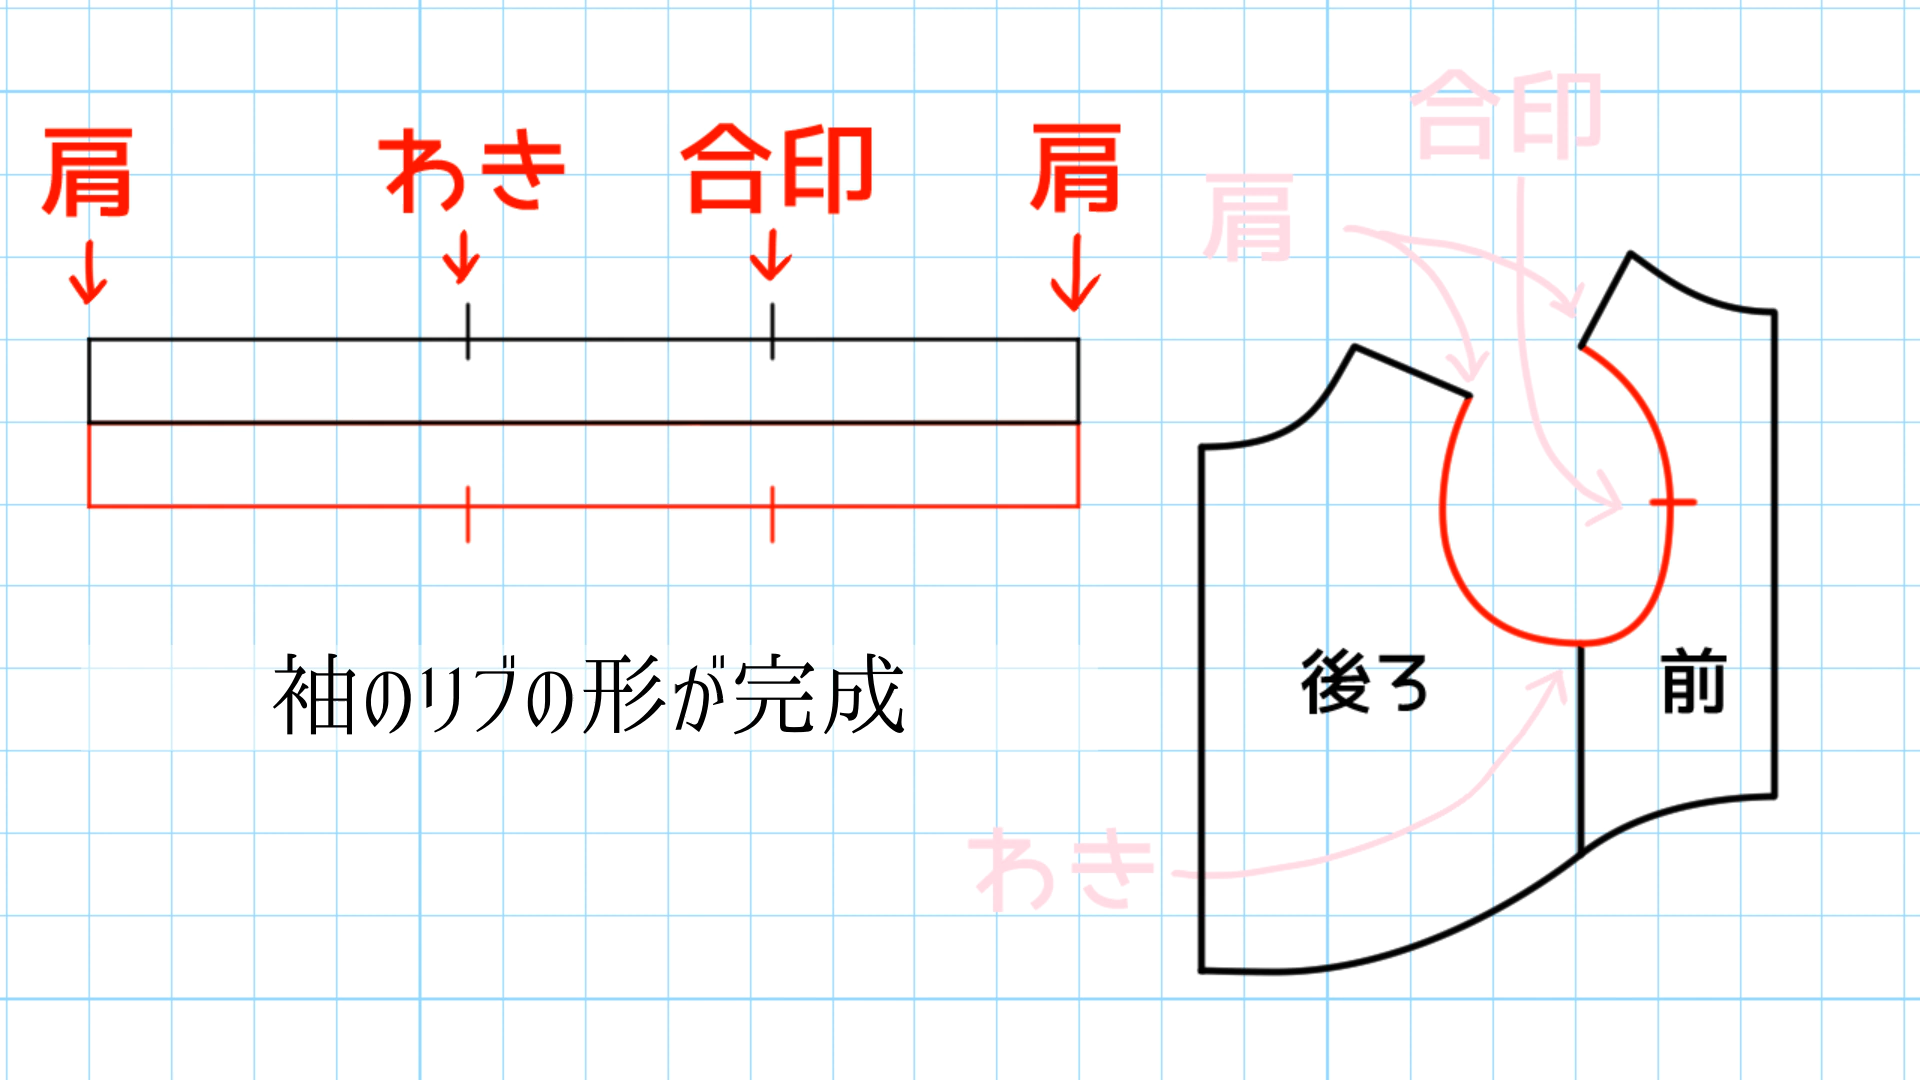 肩
わき
合印
肩
合印
肩
袖のリブの形が完成
後ろ
前
わき